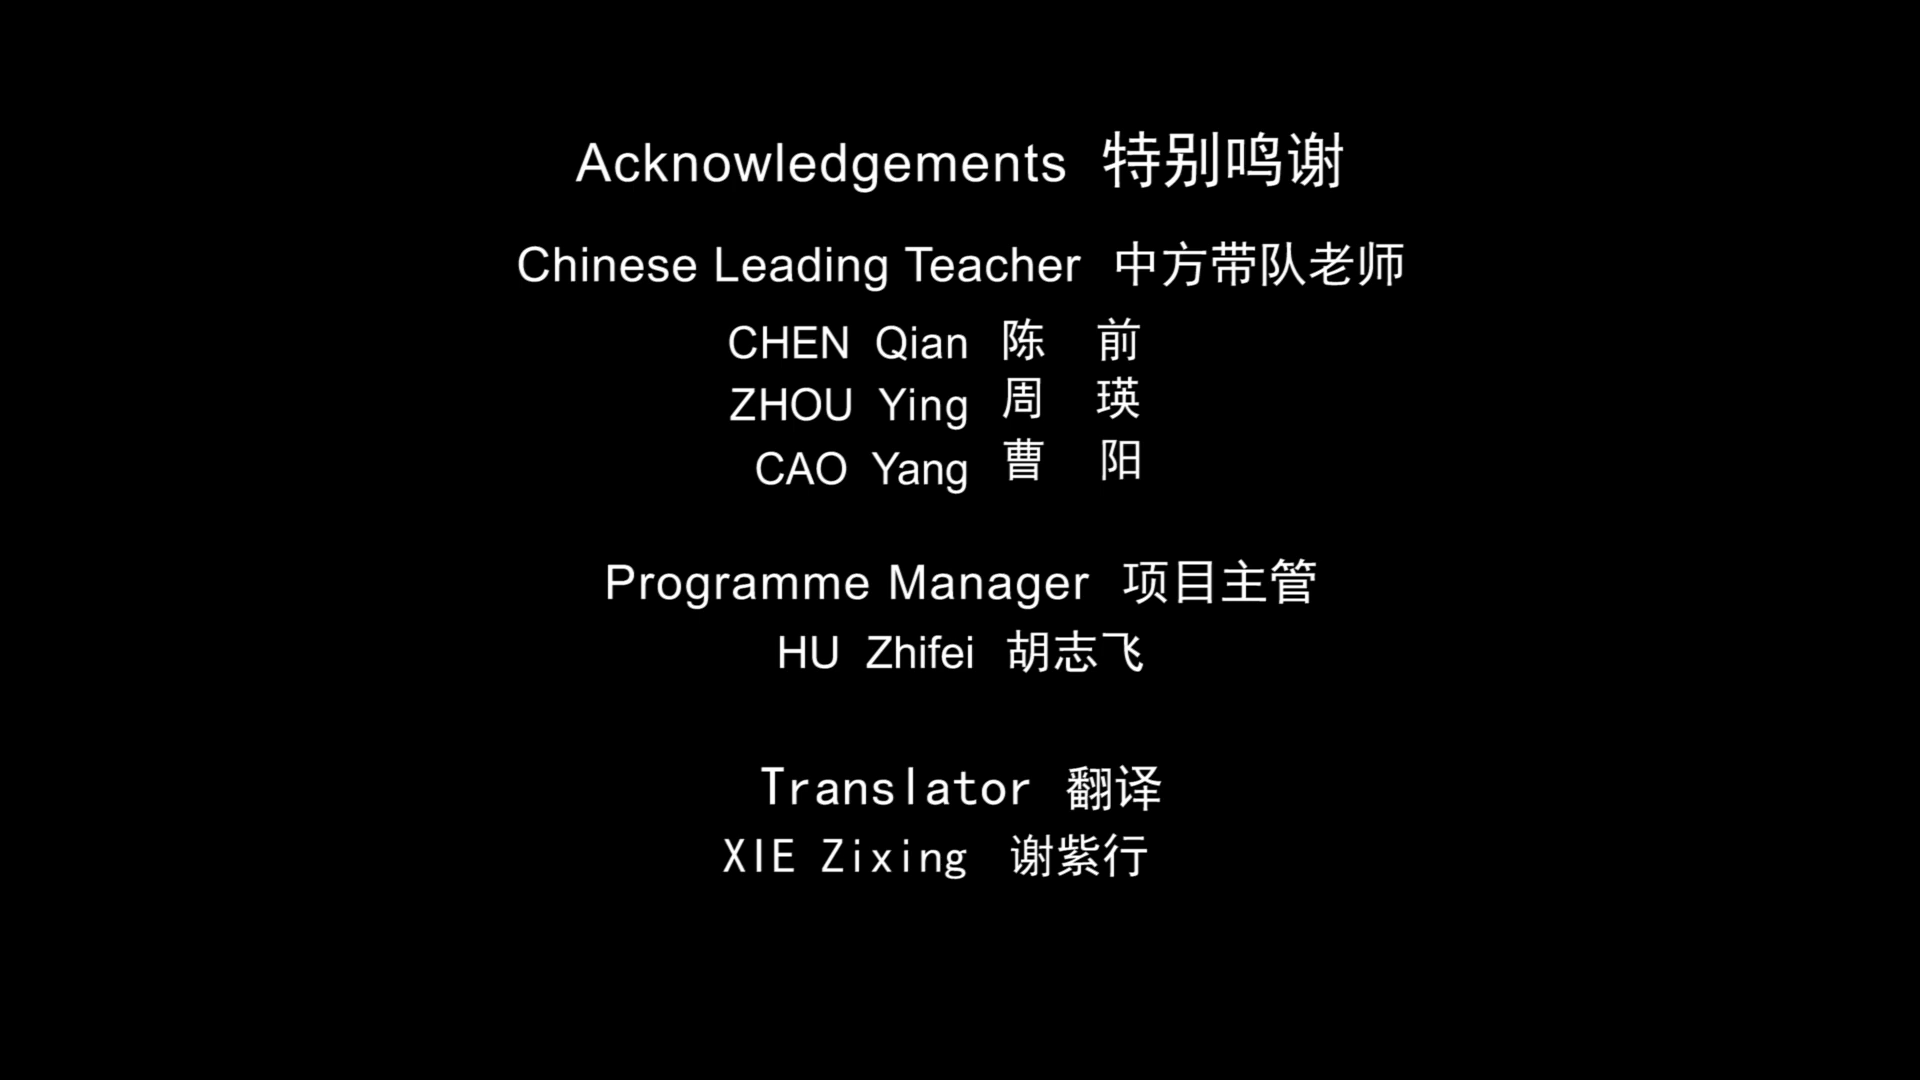 Acknowledgements 特别鸣谢
Chinese Leading Teacher 中方带队老师
CHEN Qian 陈 前
ZHOU Ying 周 瑛
CAO Yang 曹 阳
Programme Manager 项目主管
HU Zhifei 胡志飞
Translator 翻译
XIE Zixing 谢紫行